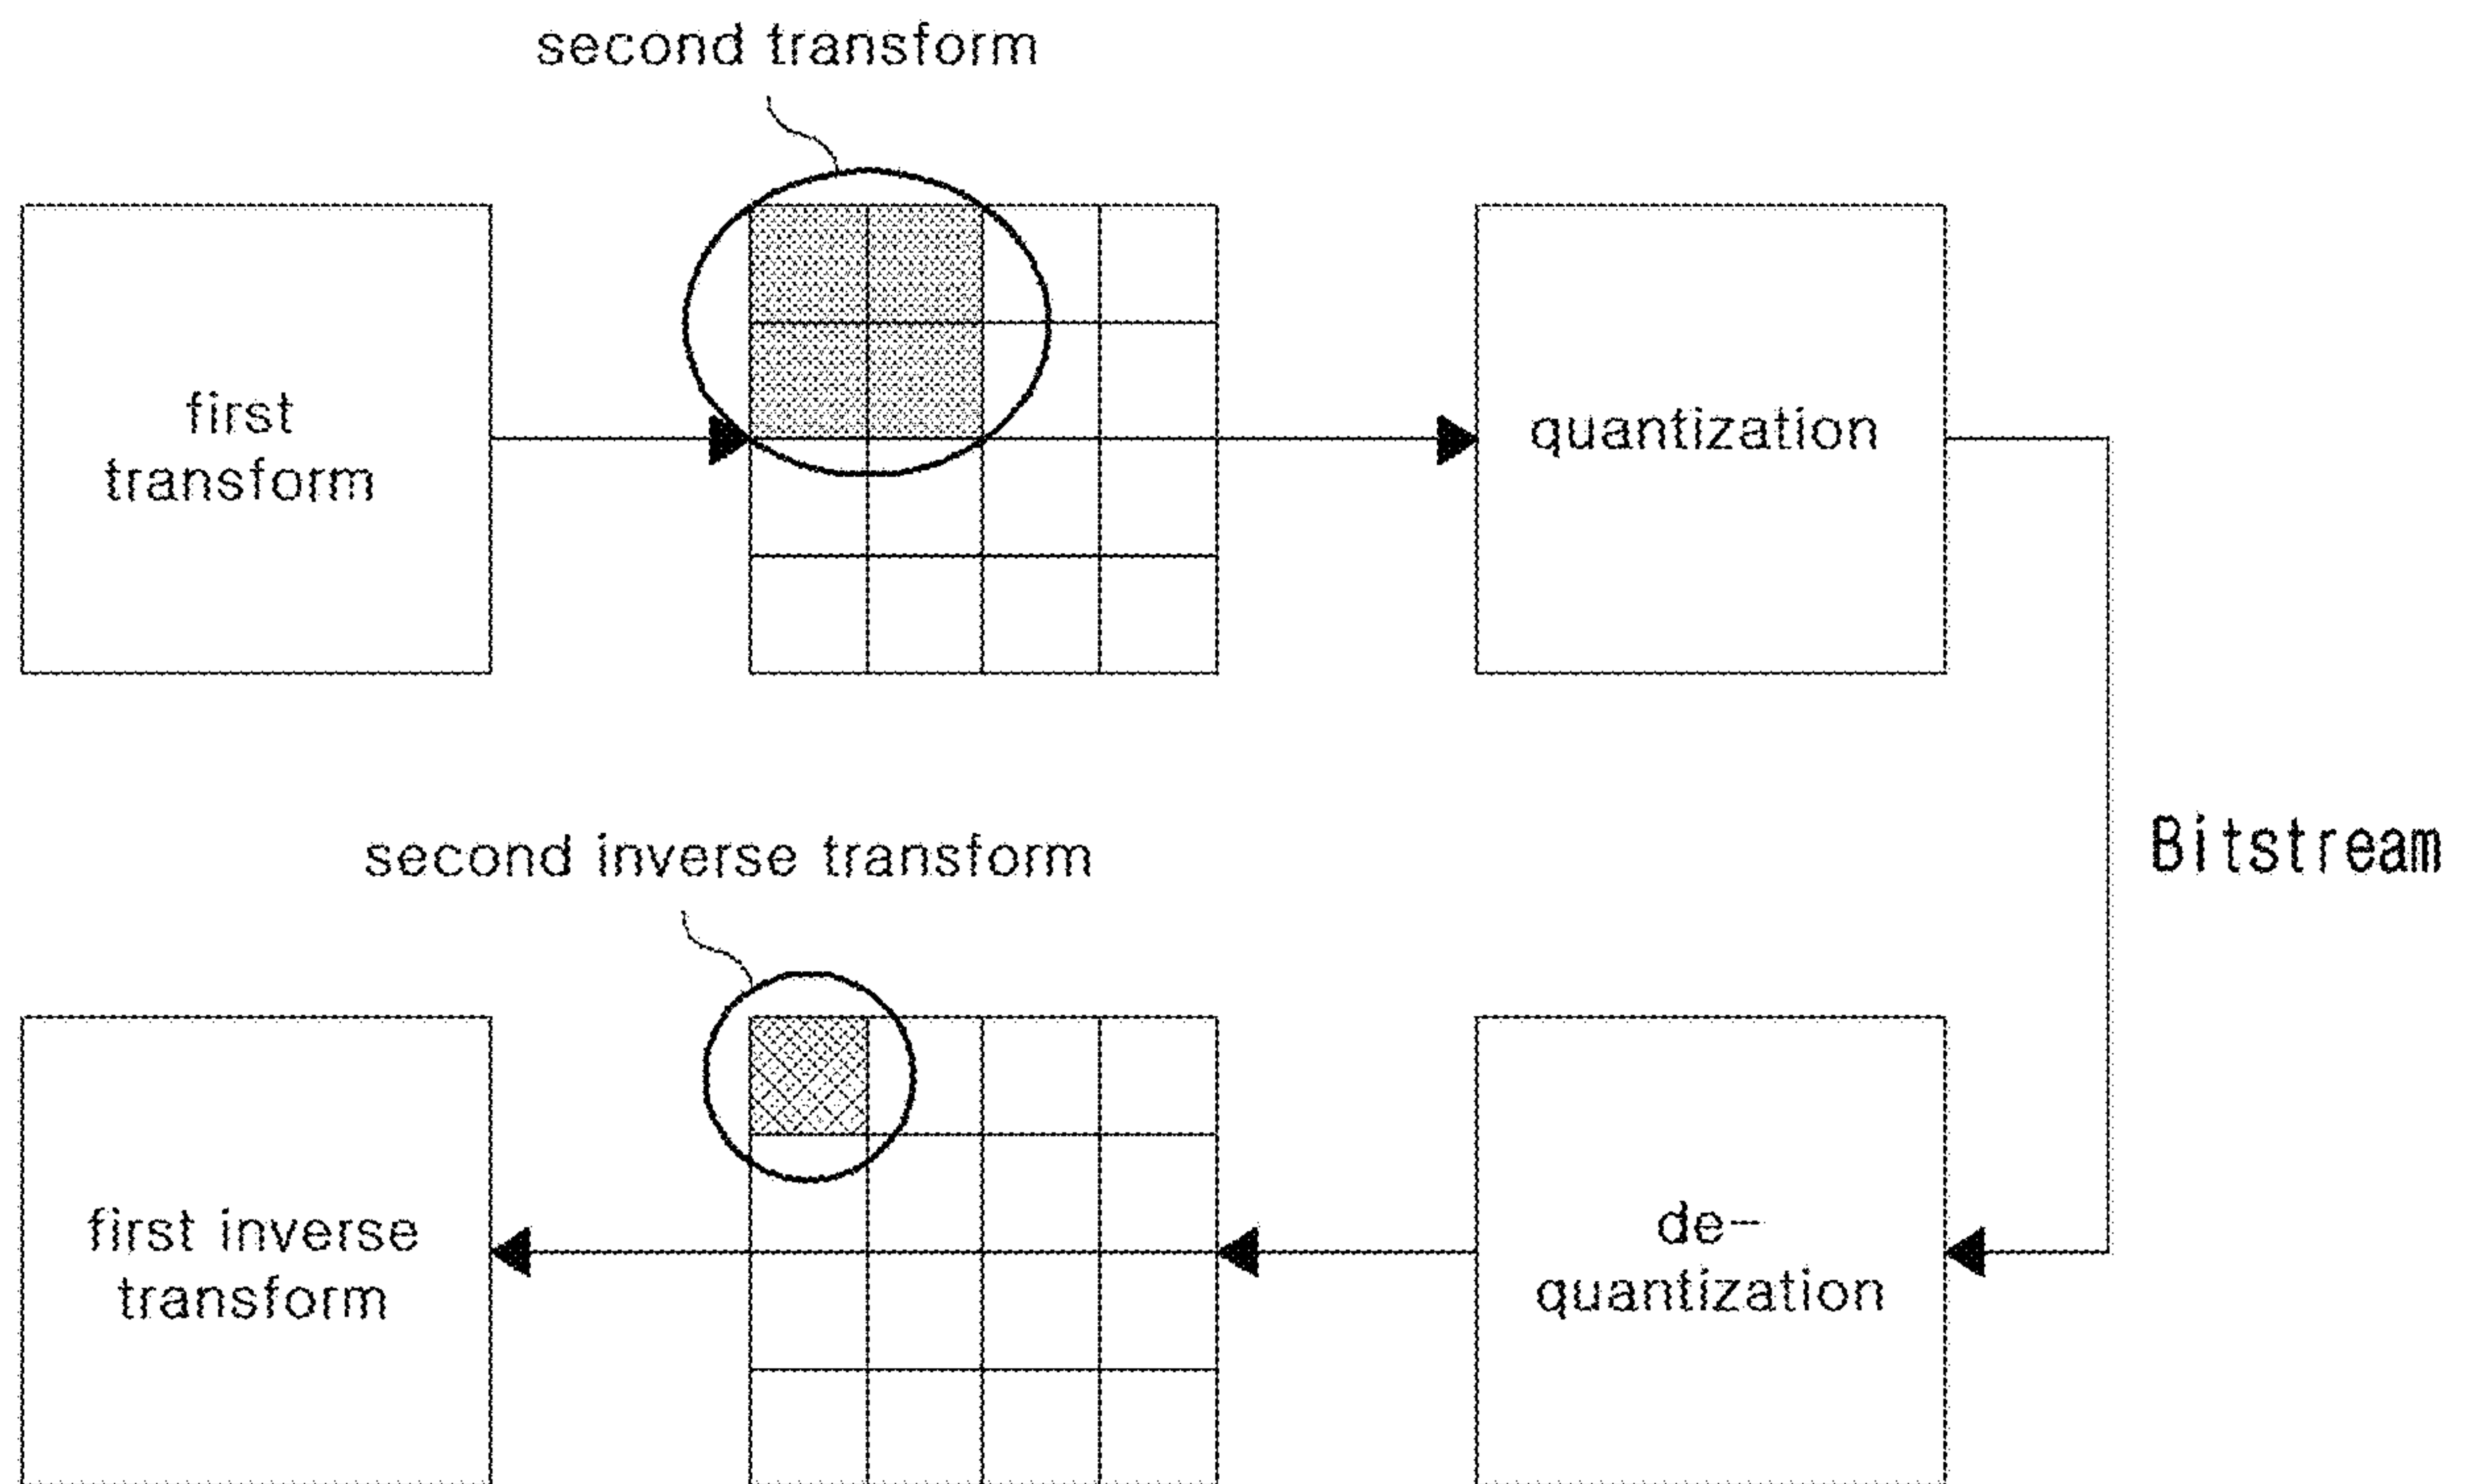 second transform
first
transform
quantization
Bitstream
second inverse transform
first inverse
transform
de-
quantization